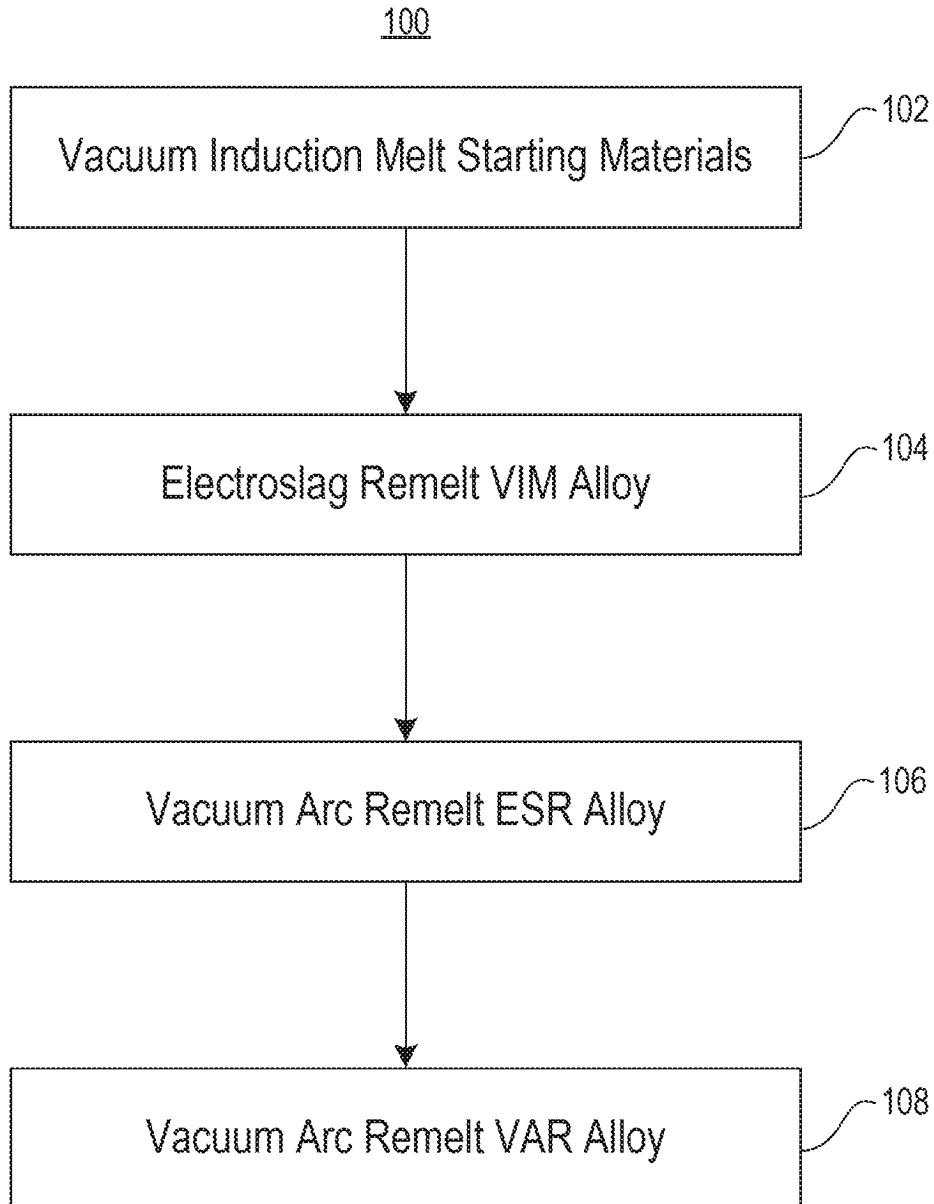 100
Vacuum Induction Melt Starting Materials
102
Electroslag Remelt VIM Alloy
104
Vacuum Arc Remelt ESR Alloy
106
Vacuum Arc Remelt VAR Alloy
108